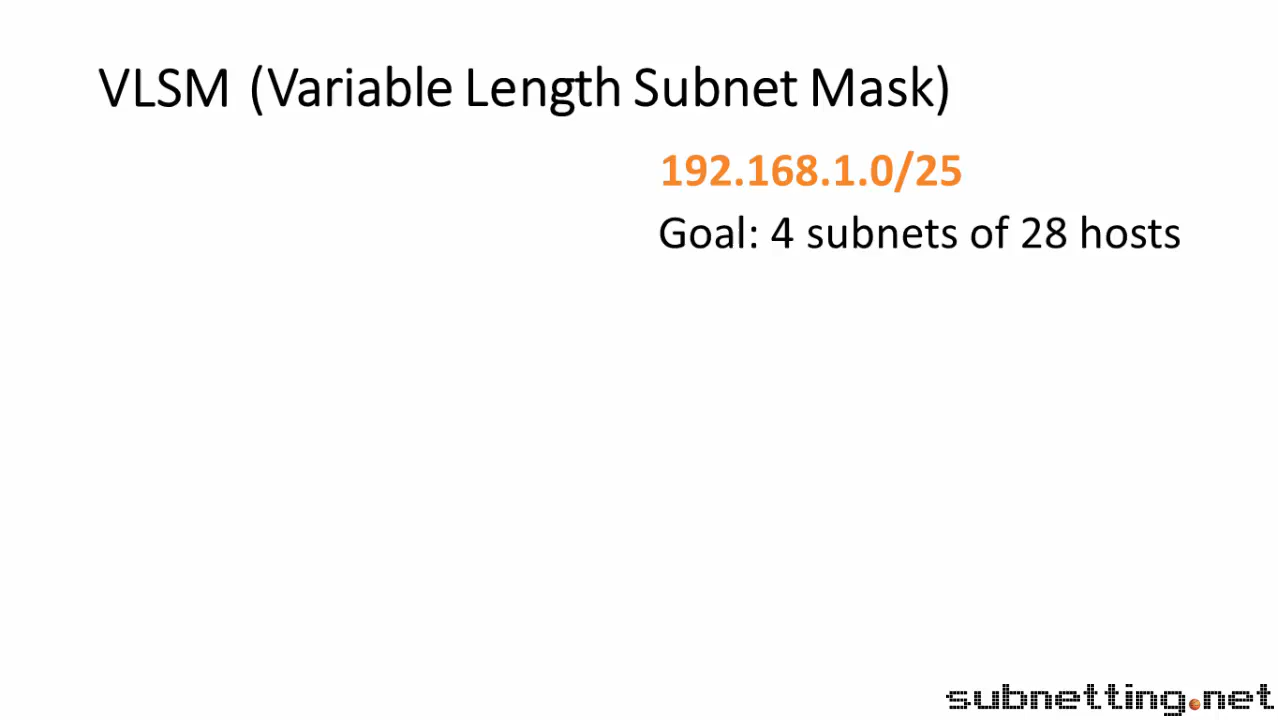 VLSM (Variable Length Subnet Mask)
192.168.1.0/25
Goal: 4 subnets of 28 hosts
subnetting.net